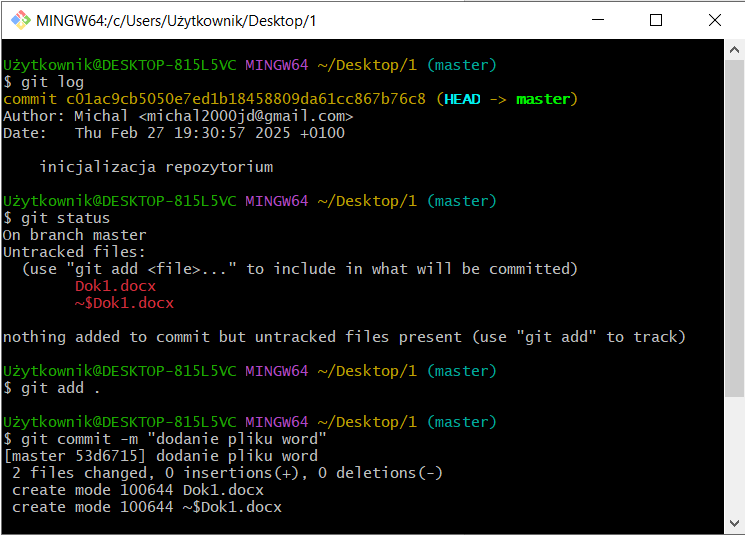 MINGW64:/c/Users/Użytkownik/Desktop/1
Użytkownik@DESKTOP-815L5VC MINGW64 ~/Desktop/1 (master)
$ git log
commit c01ac9cb5050e7ed1b18458809da61cc867b76c8 (HEAD -> master)
Author: Michal <michal2000jd@gmail.com>
Date:   Thu Feb 27 19:30:57 2025 +0100
    inicjalizacja repozytorium
Użytkownik@DESKTOP-815L5VC MINGW64 ~/Desktop/1 (master)
$ git status
On branch master
Untracked files:
  (use "git add <file>..." to include in what will be committed)
        Dok1.docx
        ~$Dok1.docx
nothing added to commit but untracked files present (use "git add" to track)
Użytkownik@DESKTOP-815L5VC MINGW64 ~/Desktop/1 (master)
$ git add .
Użytkownik@DESKTOP-815L5VC MINGW64 ~/Desktop/1 (master)
$ git commit -m "dodanie pliku word"
[master 53d6715] dodanie pliku word
 2 files changed, 0 insertions(+), 0 deletions(-)
 create mode 100644 Dok1.docx
 create mode 100644 ~$Dok1.docx